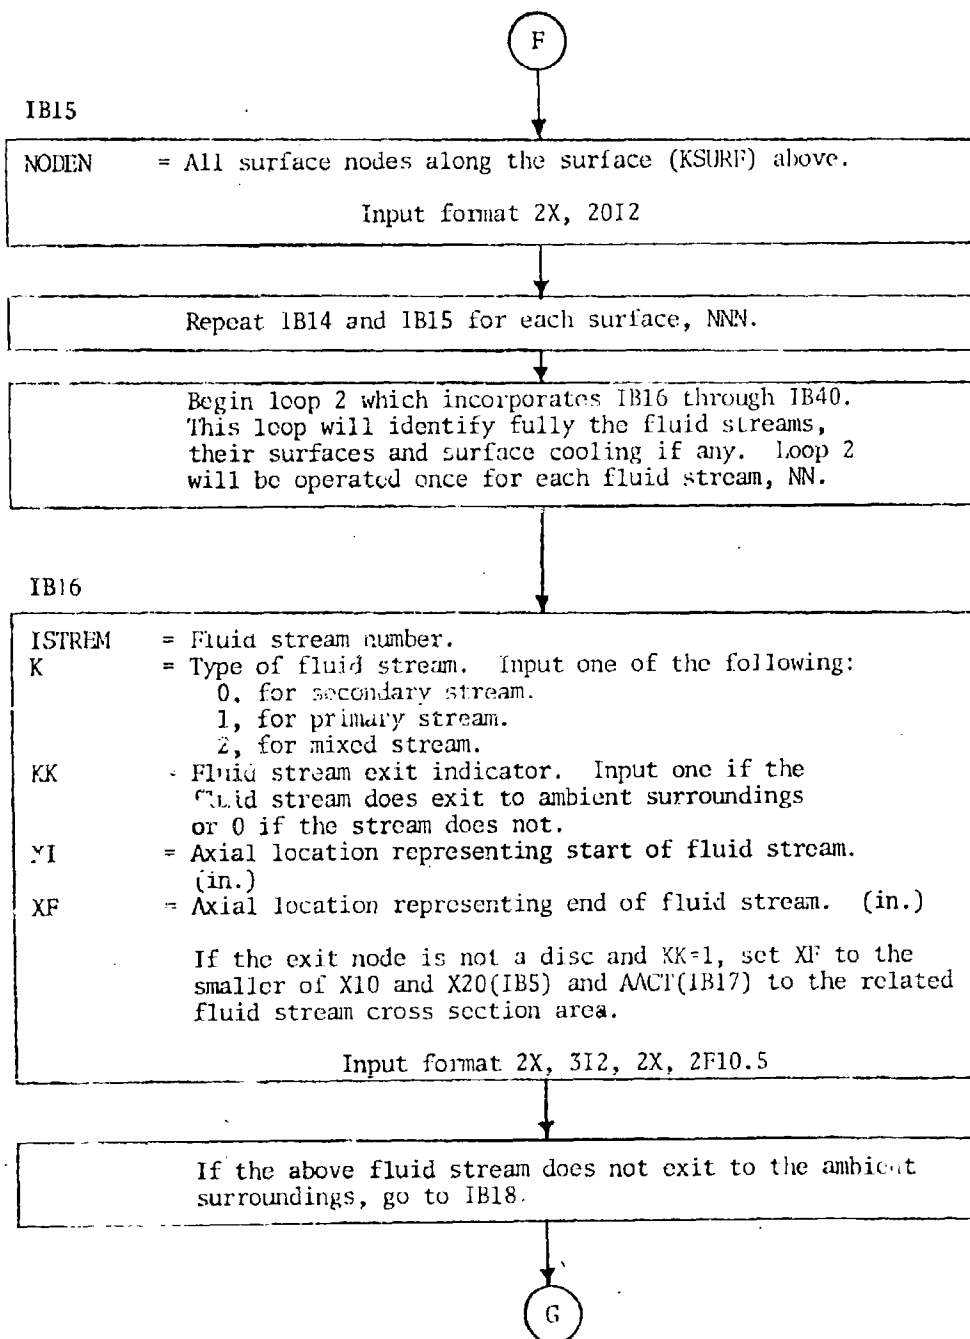 F
IB15
NODEN = All surface nodes along the surface (KSURF) above.
Input format 2X, 20I2
Repeat IB14 and IB15 for each surface, NNN.
Begin loop 2 which incorporates IB16 through IB40.
This loop will identify fully the fluid streams,
their surfaces and surface cooling if any. Loop 2
will be operated once for each fluid stream, NN.
IB16
ISTREM = Fluid stream number.
K = Type of fluid stream. Input one of the following:
0, for secondary stream.
1, for primary stream.
2, for mixed stream.
KK = Fluid stream exit indicator. Input one if the
fluid stream does exit to ambient surroundings
or 0 if the stream does not.
XI = Axial location representing start of fluid stream.
(in.)
XF = Axial location representing end of fluid stream. (in.)
If the exit node is not a disc and KK=1, set XF to the
smaller of X10 and X20(IB5) and AACT(IB17) to the related
fluid stream cross section area.
Input format 2X, 3I2, 2X, 2F10.5
If the above fluid stream does not exit to the ambient
surroundings, go to IB18.
G